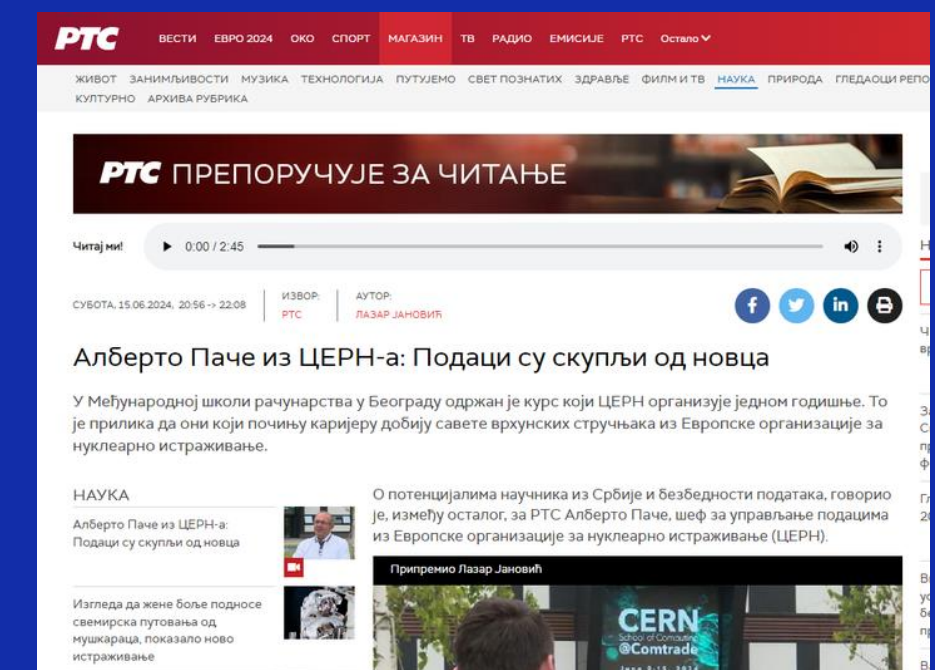 РТС
ВЕСТИ ЕВРО 2024 ОКО СПОРТ МАГАЗИН ТВ РАДИО ЕМИСИЈЕ РТС Остало
ЖИВОТ ЗАНИМЉИВОСТИ МУЗИКА ТЕХНОЛОГИЈА ПУТУЈЕМО СВЕТ ПОЗНАТИХ ЗДРАВЉЕ ФИЛМ И ТВ НАУКА ПРИРОДА ГЛЕДАОЦИ РЕПО
КУЛТУРНО АРХИВА РУБРИКА
РТС ПРЕПОРУЧУЈЕ ЗА ЧИТАЊЕ
Читај ми!
0:00 / 2:45
СУБОТА, 15.06.2024, 20:56 -> 22:08
ИЗВОР:
РТС
АУТОР:
ЛАЗАР ЈАНОВИЋ
Алберто Паче из ЦЕРН-а: Подаци су скупљи од новца
У Међународној школи рачунарства у Београду одржан је курс који ЦЕРН организује једном годишње. То
је прилика да они који почињу каријеру добију савете врхунских стручњака из Европске организације за
нуклеарно истраживање.
НАУКА
Алберто Паче из ЦЕРН-а:
Подаци су скупљи од новца
Изгледа да жене боље подносе
свемирска путовања од
мушкараца, показало ново
истраживање
О потенцијалима научника из Србије и безбедности података, говорио
је, између осталог, за РТС Алберто Паче, шеф за управљање подацима
из Европске организације за нуклеарно истраживање (ЦЕРН).
Припремио Лазар Јановић
CERN
School of Computing
@Comtrade